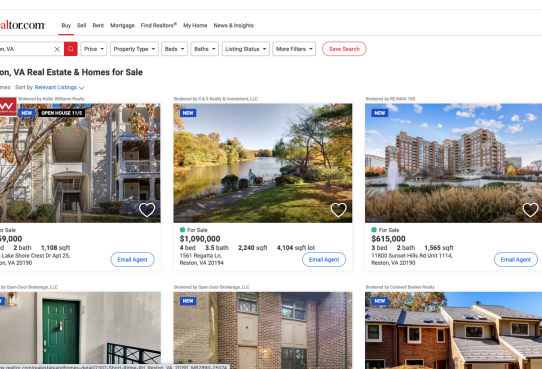 altor.com
Buy Sell Rent Mortgage Find Realtors® My Home News & Insights
on, VA
Price Property Type Beds Baths Listing Status More Filters Save Search
on, VA Real Estate & Homes for Sale
mes Sort by Relevant Listings
Brokered by Keller Williams Realty
NEW OPEN HOUSE 11/5
or Sale
59,000
d 2 bath 1,108 sqft
Lake Shore Crest Dr Apt 25,
on, VA 20190
Email Agent
Brokered by S & S Realty & Investment, LLC
NEW
For Sale
$1,090,000
4 bed 3.5 bath 2,240 sqft 4,104 sqft lot
1561 Regatta Ln,
Reston, VA 20194
Email Agent
Brokered by RE/MAX 100
NEW
For Sale
$615,000
3 bed 2 bath 1,565 sqft
11800 Sunset Hills Rd Unit 1114,
Reston, VA 20190
Email Agent
by Open Door Brokerage, LLC
Brokered by Open Door Brokerage, LLC
NEW
Brokered by Coldwell Banker Realty
NEW